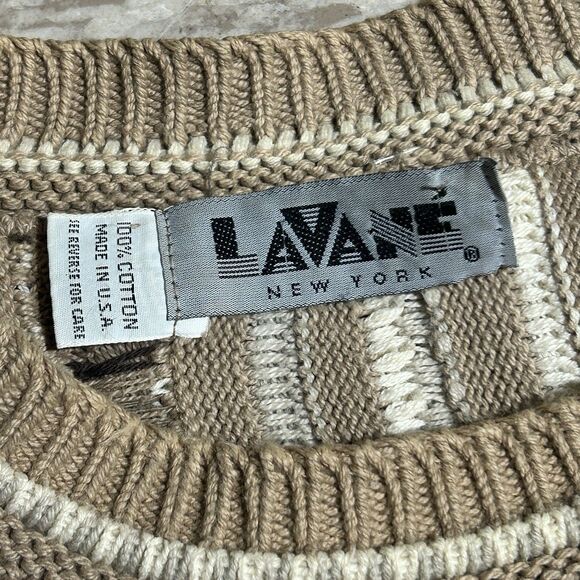 LAVANE
®
NEW YORK
100% COTTON
MADE IN U.S.A.
SEE REVERSE FOR CARE